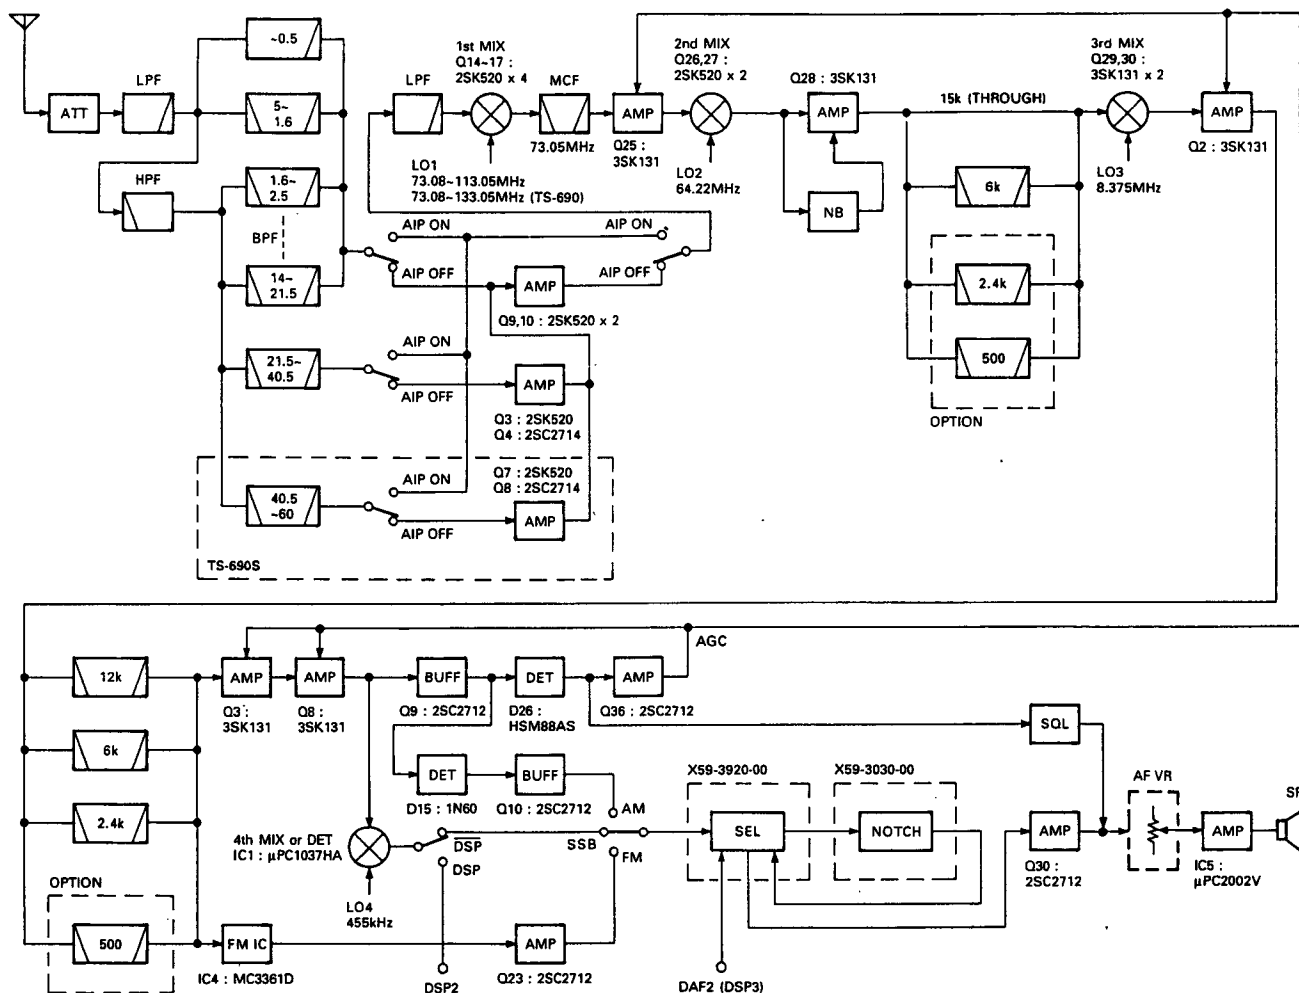 ATT
LPF
HPF
~0.5
5~
1.6
1.6~
2.5
BPF
14~
21.5
21.5~
40.5
40.5
~60
TS-690S
LPF
1st MIX
Q14~17 :
2SK520 x 4
LO1
73.08~113.05MHz
73.08~133.05MHz (TS-690)
MCF
73.05MHz
AMP
Q25 :
3SK131
2nd MIX
Q26,27 :
2SK520 x 2
LO2
64.22MHz
Q28 : 3SK131
AMP
NB
15k (THROUGH)
6k
2.4k
500
OPTION
3rd MIX
Q29,30 :
3SK131 x 2
LO3
8.375MHz
AMP
Q2 : 3SK131
AIP ON
AIP OFF
AIP ON
AIP OFF
AMP
Q9,10 : 2SK520 x 2
AIP ON
AIP OFF
AMP
Q3 : 2SK520
Q4 : 2SC2714
AIP ON
AIP OFF
Q7 : 2SK520
Q8 : 2SC2714
AMP
12k
6k
2.4k
OPTION
500
AMP
Q3 :
3SK131
AMP
Q8 :
3SK131
BUFF
Q9 : 2SC2712
DET
D26 :
HSM88AS
AMP
Q36 : 2SC2712
AGC
DET
D15 : 1N60
BUFF
Q10 : 2SC2712
AM
SSB
FM
4th MIX or DET
IC1 : μPC1037HA
LO4
455kHz
DSP
DSP
DSP2
FM IC
IC4 : MC3361D
AMP
Q23 : 2SC2712
X59-3920-00
SEL
X59-3030-00
NOTCH
DAF2 (DSP3)
SQL
AMP
Q30 :
2SC2712
AF VR
AMP
IC5 :
μPC2002V